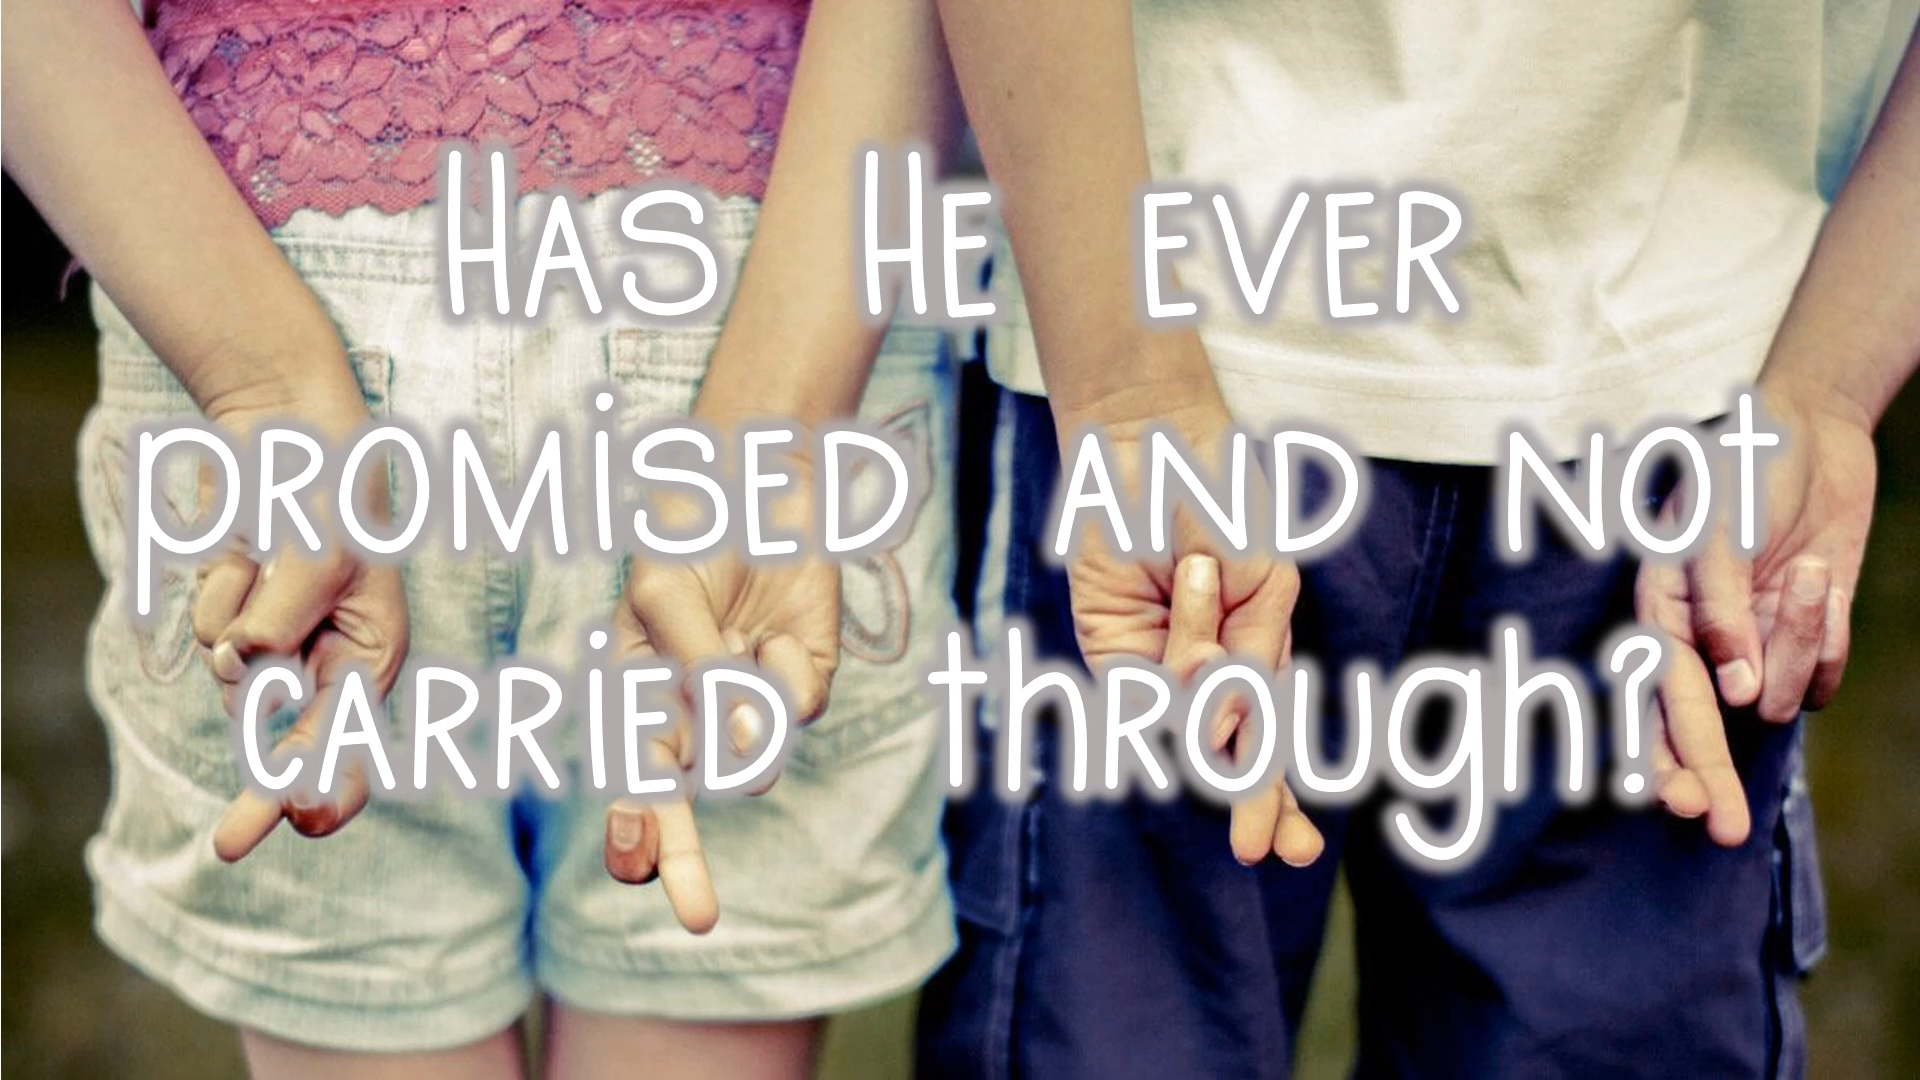 HAS HE EVER
PROMiSED AND NOt
CARRiED thROUgh?